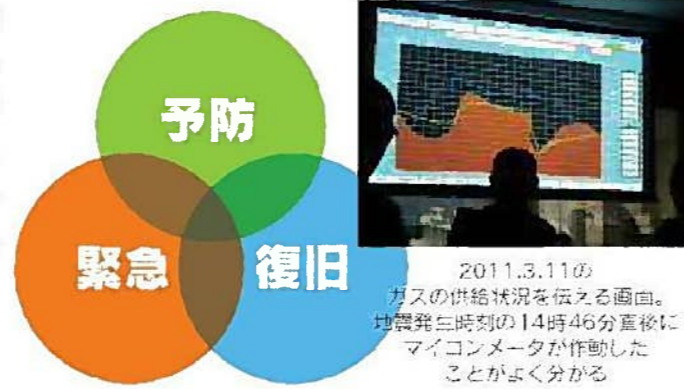 予防
緊急
復旧
2011.3.11の
ガスの供給状況を伝える画面。
地震発生時刻の14時46分直後に
マイコンメータが作動した
ことがよく分かる